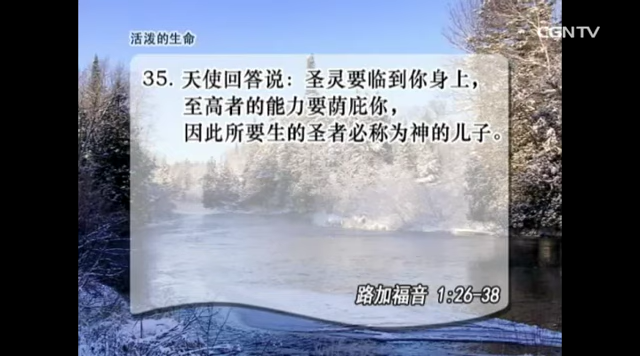 活泼的生命
CGNTV
35. 天使回答说：圣灵要临到你身上，
至高者的能力要荫庇你，
因此所要生的圣者必称为神的儿子。
路加福音 1:26-38